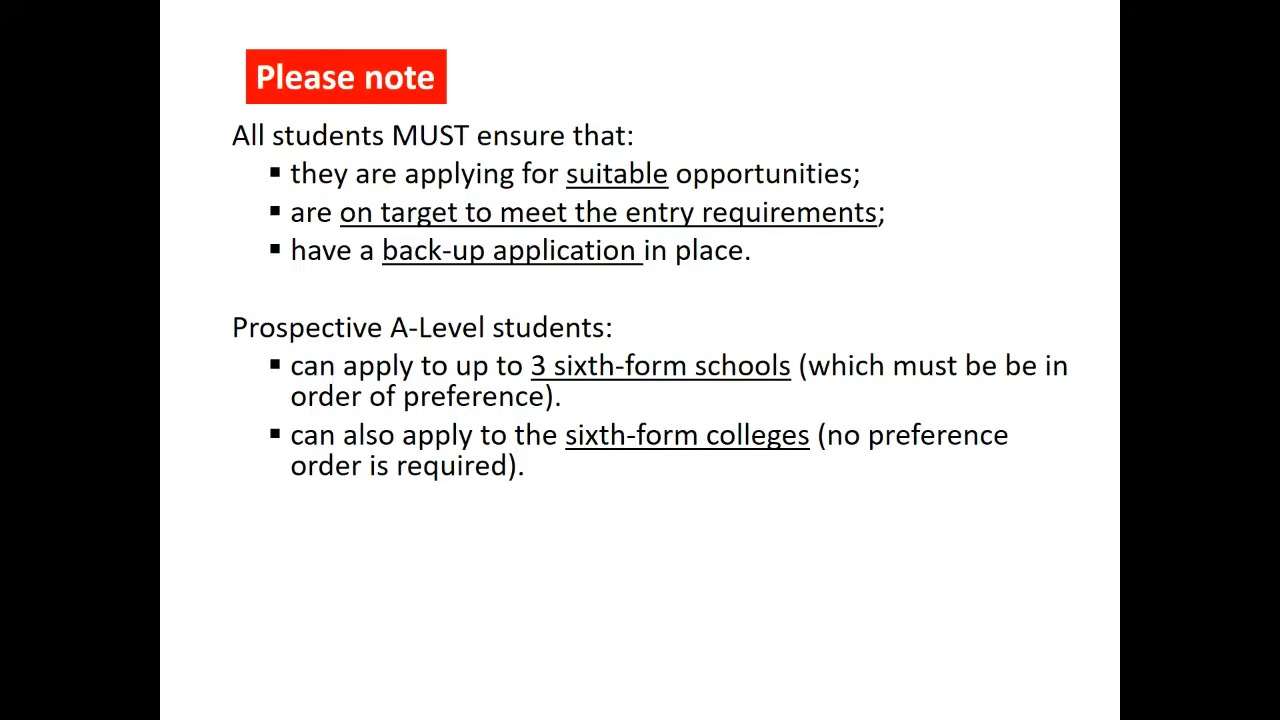 Please note
All students MUST ensure that:
▪ they are applying for suitable opportunities;
▪ are on target to meet the entry requirements;
▪ have a back-up application in place.
Prospective A-Level students:
▪ can apply to up to 3 sixth-form schools (which must be be in
order of preference).
▪ can also apply to the sixth-form colleges (no preference
order is required).